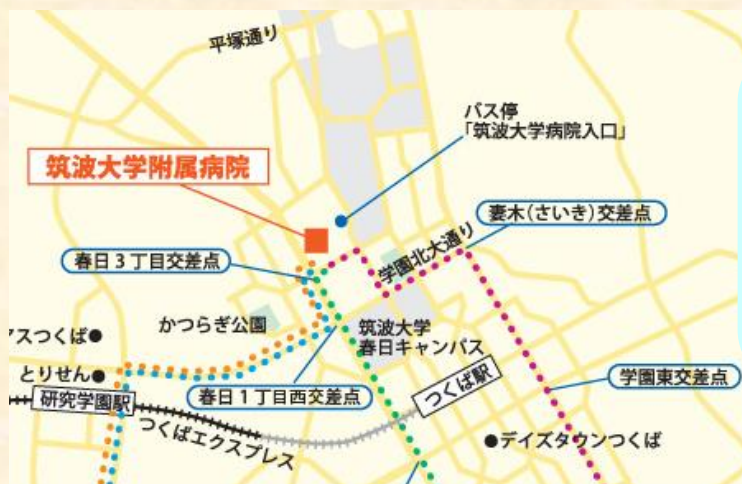 平塚通り
バス停
「筑波大学病院入口」
筑波大学附属病院
妻木(さいき)交差点
学園北大通り
春日3丁目交差点
かつらぎ公園
筑波大学
春日キャンパス
アスつくば
とりせん
春日1丁目西交差点
つくば駅
学園東交差点
研究学園駅
つくばエクスプレス
デイズタウンつくば